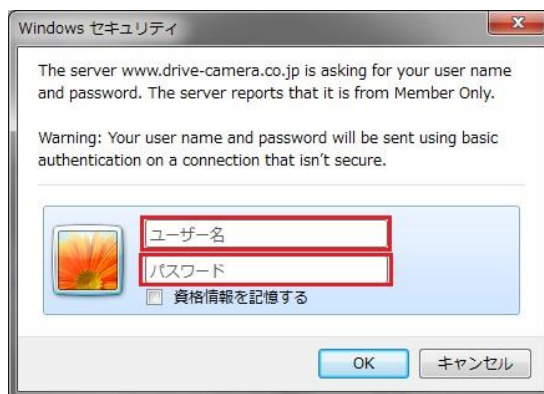 Windows セキュリティ
The server www.drive-camera.co.jp is asking for your user name
and password. The server reports that it is from Member Only.
Warning: Your user name and password will be sent using basic
authentication on a connection that isn't secure.
ユーザー名
パスワード
資格情報を記憶する
OK
キャンセル